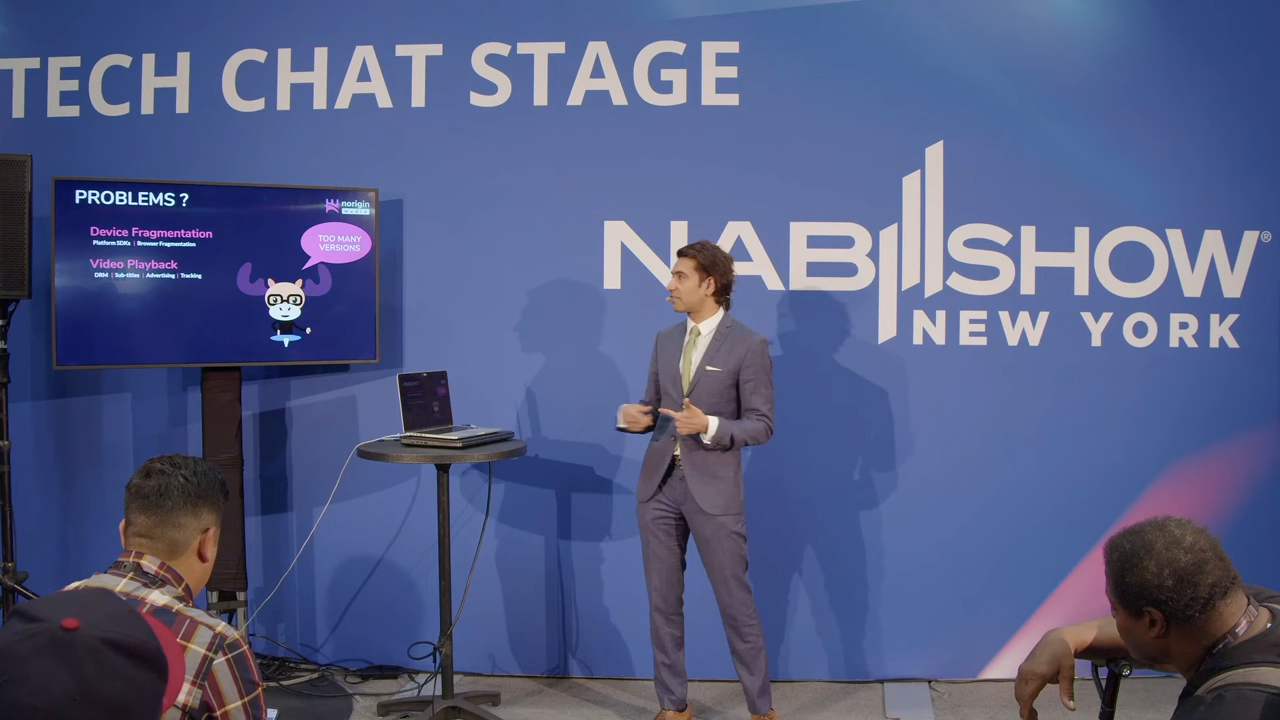 TECH CHAT STAGE
NAB SHOW®
NEW YORK
PROBLEMS ?
norigin
media
Device Fragmentation
Platform SDKs | Browser Fragmentation
TOO MANY
VERSIONS
Video Playback
DRM | Sub-titles | Advertising | Tracking